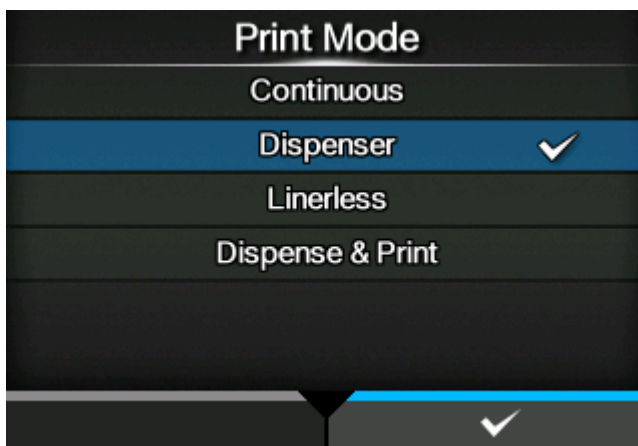 Print Mode
Continuous
Dispenser
Linerless
Dispense & Print